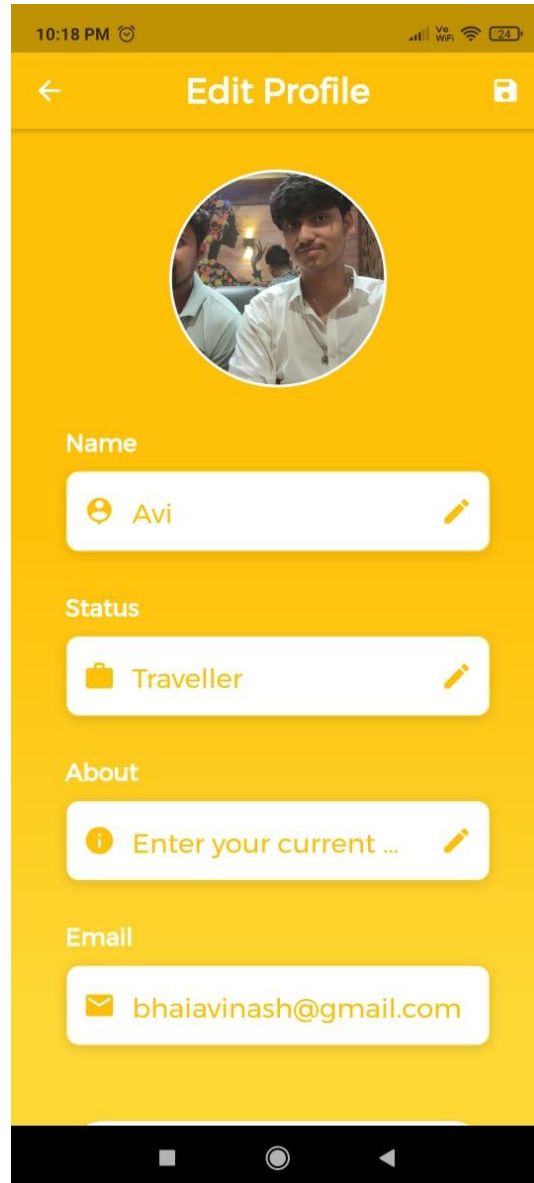 10:18 PM
Vo
WiFi
24
Edit Profile
Name
Avi
Status
Traveller
About
Enter your current ...
Email
bhaiavinash@gmail.com